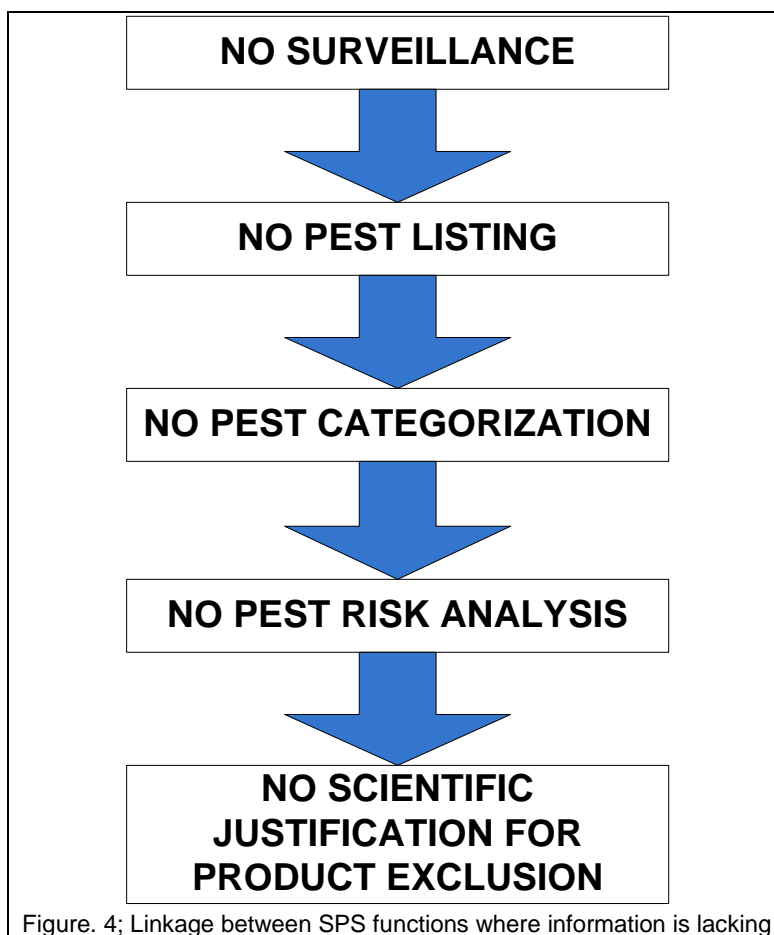 NO SURVEILLANCE
NO PEST LISTING
NO PEST CATEGORIZATION
NO PEST RISK ANALYSIS
NO SCIENTIFIC
JUSTIFICATION FOR
PRODUCT EXCLUSION
Figure. 4; Linkage between SPS functions where information is lacking